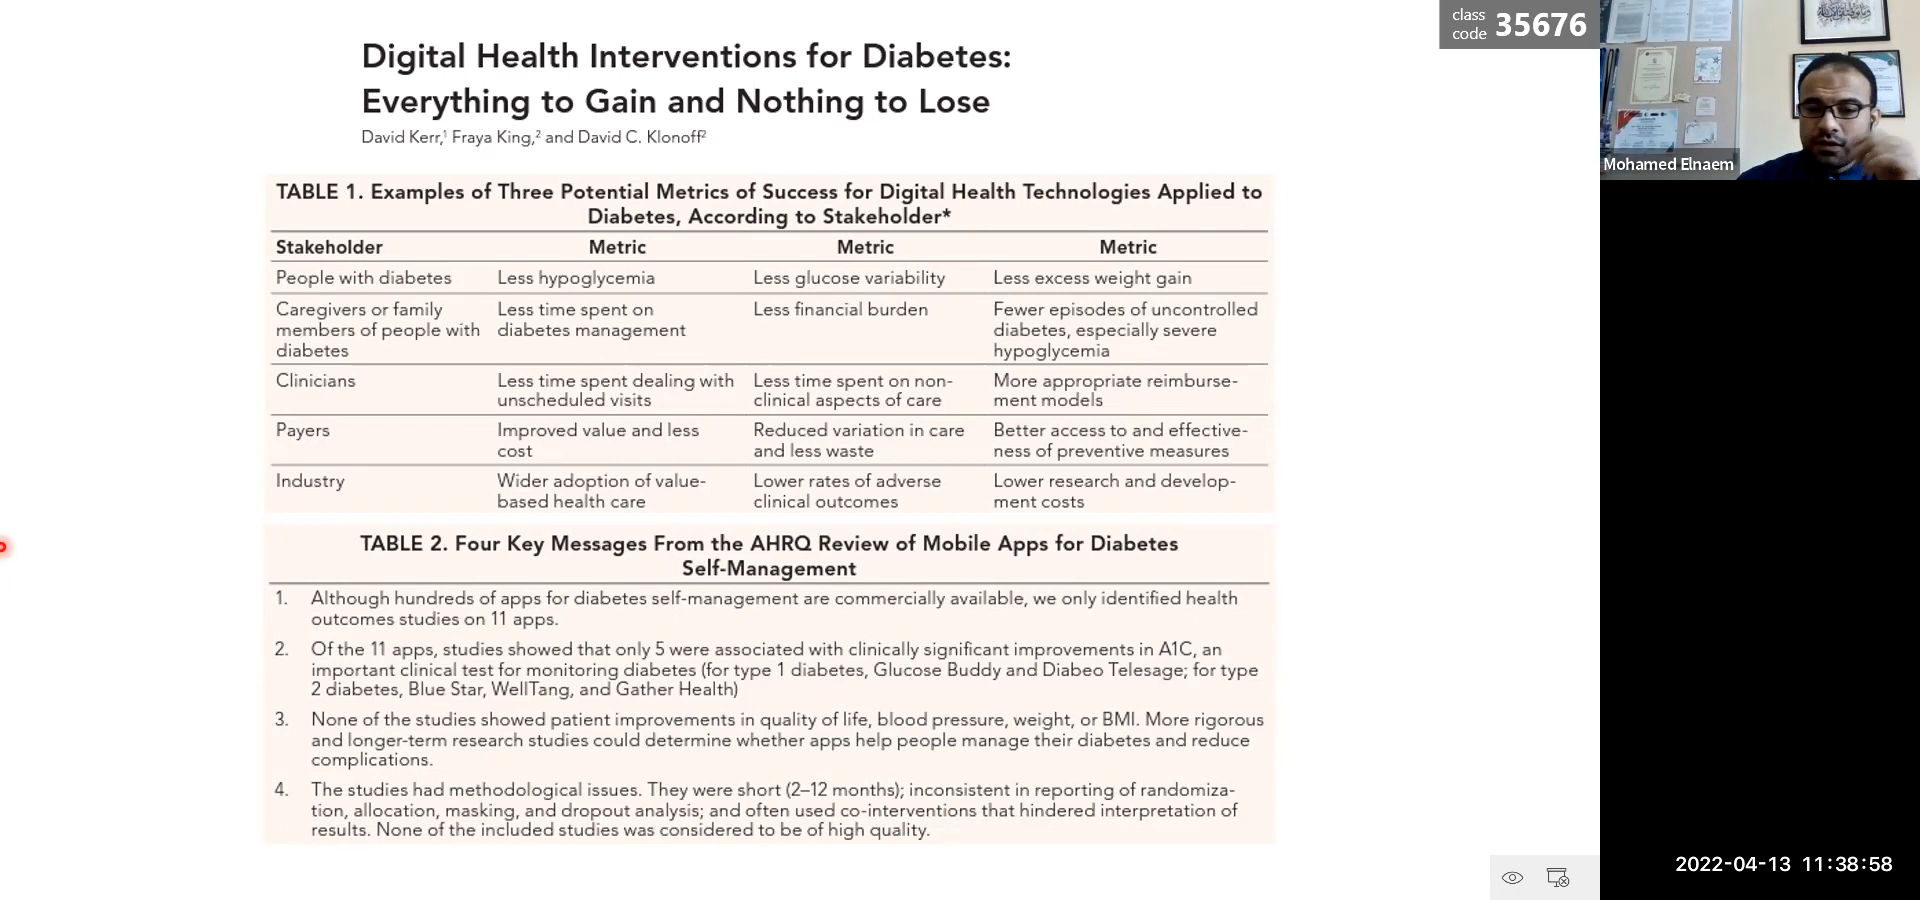 Digital Health Interventions for Diabetes:
Everything to Gain and Nothing to Lose
David Kerr,¹ Fraya King,² and David C. Klonoff²
TABLE 1. Examples of Three Potential Metrics of Success for Digital Health Technologies Applied to
Diabetes, According to Stakeholder*
Stakeholder Metric Metric Metric
People with diabetes Less hypoglycemia Less glucose variability Less excess weight gain
Caregivers or family Less time spent on Less financial burden Fewer episodes of uncontrolled
members of people with diabetes management diabetes, especially severe
diabetes hypoglycemia
Clinicians Less time spent dealing with Less time spent on non- More appropriate reimburse-
unscheduled visits clinical aspects of care ment models
Payers Improved value and less Reduced variation in care Better access to and effective-
cost and less waste ness of preventive measures
Industry Wider adoption of value- Lower rates of adverse Lower research and develop-
based health care clinical outcomes ment costs
TABLE 2. Four Key Messages From the AHRQ Review of Mobile Apps for Diabetes
Self-Management
1. Although hundreds of apps for diabetes self-management are commercially available, we only identified health
outcomes studies on 11 apps.
2. Of the 11 apps, studies showed that only 5 were associated with clinically significant improvements in A1C, an
important clinical test for monitoring diabetes (for type 1 diabetes, Glucose Buddy and Diabeo Telesage; for type
2 diabetes, Blue Star, WellTang, and Gather Health)
3. None of the studies showed patient improvements in quality of life, blood pressure, weight, or BMI. More rigorous
and longer-term research studies could determine whether apps help people manage their diabetes and reduce
complications.
4. The studies had methodological issues. They were short (2–12 months); inconsistent in reporting of randomiza-
tion, allocation, masking, and dropout analysis; and often used co-interventions that hindered interpretation of
results. None of the included studies was considered to be of high quality.
class
code 35676
Mohamed Elnaem
2022-04-13 11:38:58